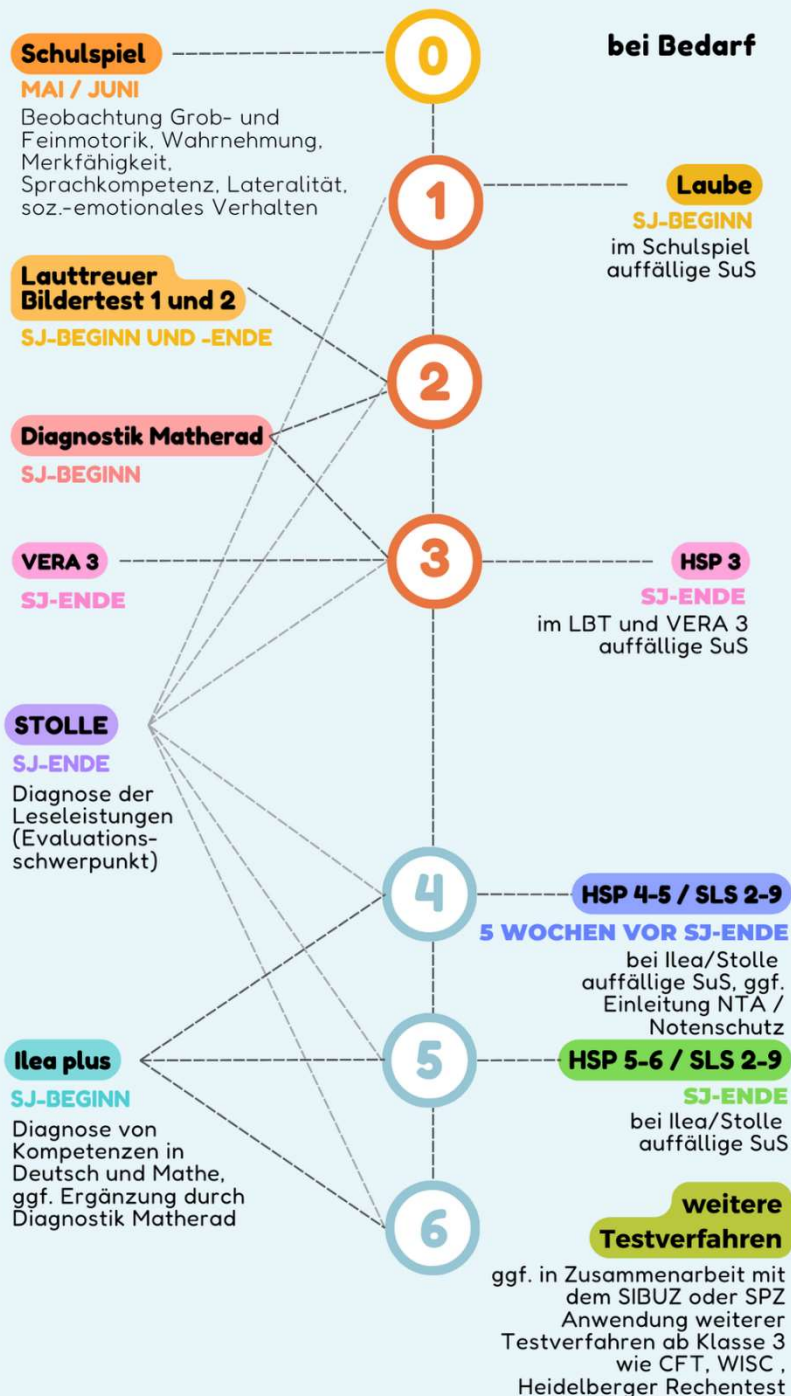 0
bei Bedarf
Schulspiel
MAI / JUNI
Beobachtung Grob- und
Feinmotorik, Wahrnehmung,
Merkfähigkeit,
Sprachkompetenz, Lateralität,
soz.-emotionales Verhalten
1
Laube
SJ-BEGINN
im Schulspiel
auffällige SuS
Lauttreuer
Bildertest 1 und 2
SJ-BEGINN UND -ENDE
2
Diagnostik Matherad
SJ-BEGINN
VERA 3
SJ-ENDE
3
HSP 3
SJ-ENDE
im LBT und VERA 3
auffällige SuS
STOLLE
SJ-ENDE
Diagnose der
Leseleistungen
(Evaluations-
schwerpunkt)
4
HSP 4-5 / SLS 2-9
5 WOCHEN VOR SJ-ENDE
bei Ilea/Stolle
auffällige SuS, ggf.
Einleitung NTA /
Notenschutz
Ilea plus
SJ-BEGINN
Diagnose von
Kompetenzen in
Deutsch und Mathe,
ggf. Ergänzung durch
Diagnostik Matherad
5
HSP 5-6 / SLS 2-9
SJ-ENDE
bei Ilea/Stolle
auffällige SuS
6
weitere
Testverfahren
ggf. in Zusammenarbeit mit
dem SIBUZ oder SPZ
Anwendung weiterer
Testverfahren ab Klasse 3
wie CFT, WISC ,
Heidelberger Rechentest